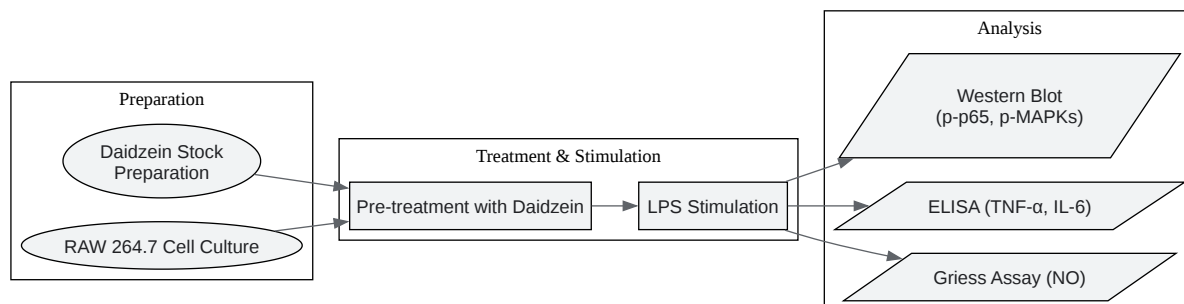 Preparation
Daidzein Stock
Preparation
RAW 264.7 Cell Culture
Treatment & Stimulation
Pre-treatment with Daidzein
LPS Stimulation
Analysis
Western Blot
(p-p65, p-MAPKs)
ELISA (TNF-α, IL-6)
Griess Assay (NO)